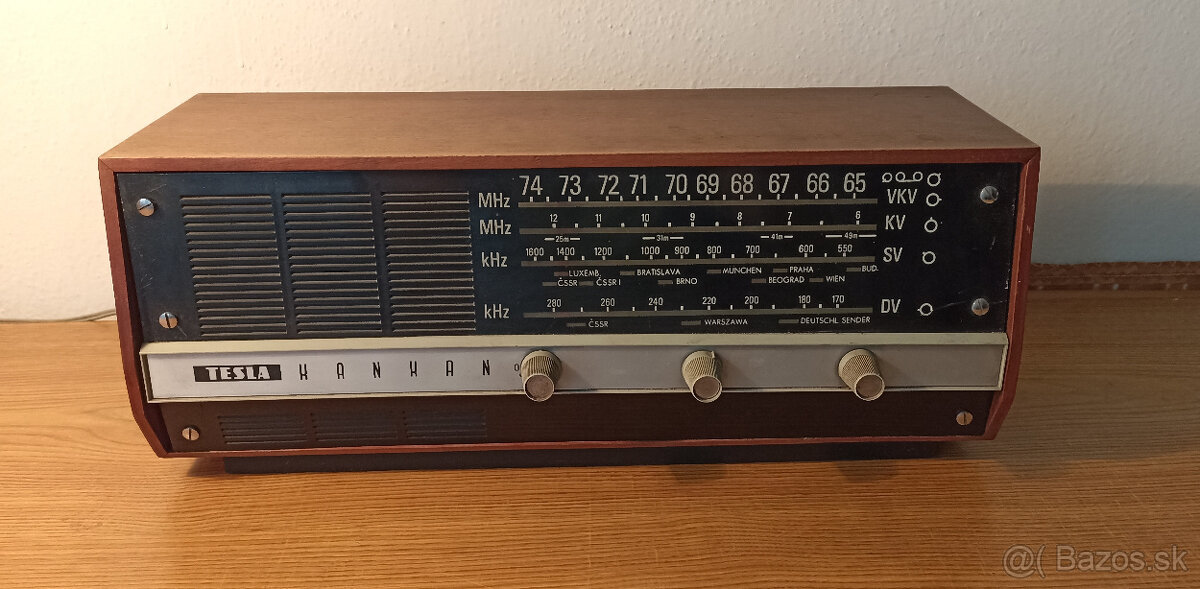 MHz 74 73 72 71 70 69 68 67 66 65 VKV
MHz 12 11 10 9 8 7 6 KV
25m 31m 41m 49m
kHz 1600 1400 1200 1000 900 800 700 600 550 SV
LUXEMB. BRATISLAVA MUNCHEN PRAHA BUD.
ČSSR ČSSR I BRNO BEOGRAD WIEN
kHz 280 260 240 220 200 180 170 DV
ČSSR WARSZAWA DEUTSCHL SENDER
TESLA KANKAN
@( Bazos.sk